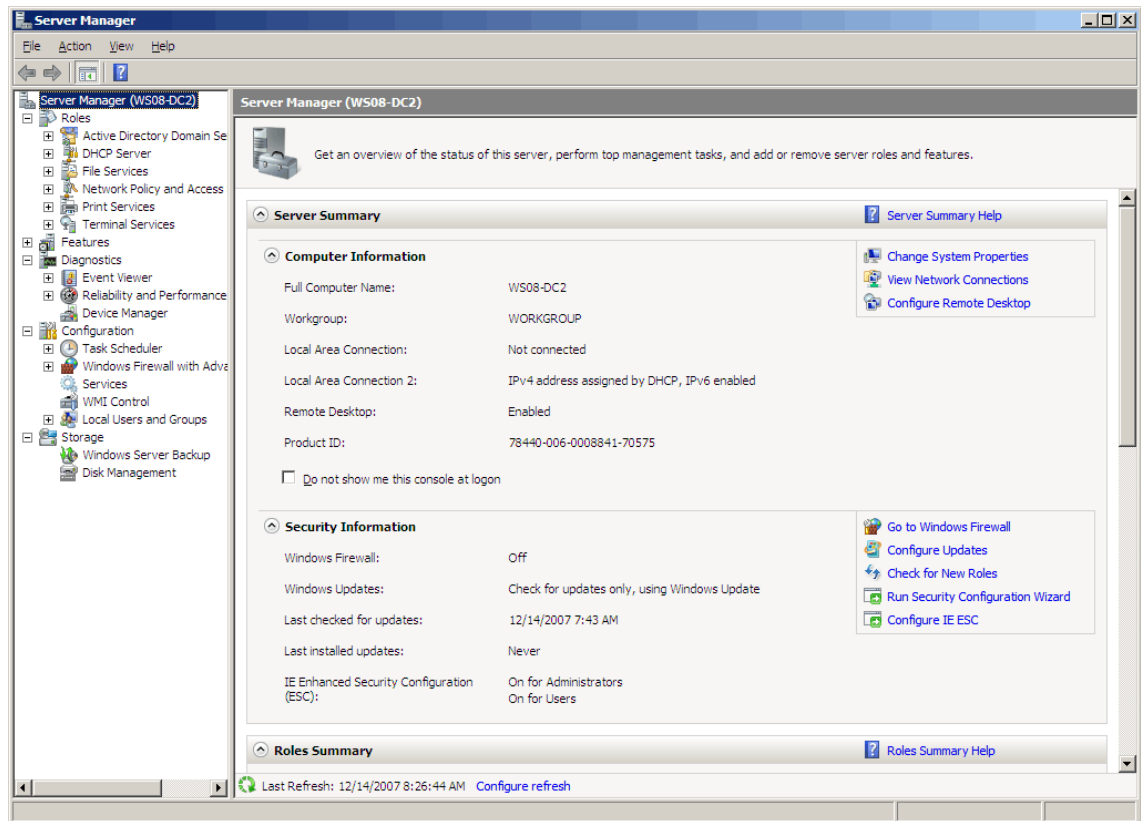 Server Manager
File Action View Help
Server Manager (WS08-DC2)
Roles
Active Directory Domain Se
DHCP Server
File Services
Network Policy and Access
Print Services
Terminal Services
Features
Diagnostics
Event Viewer
Reliability and Performance
Device Manager
Configuration
Task Scheduler
Windows Firewall with Adva
Services
WMI Control
Local Users and Groups
Storage
Windows Server Backup
Disk Management
Server Manager (WS08-DC2)
Get an overview of the status of this server, perform top management tasks, and add or remove server roles and features.
Server Summary
Server Summary Help
Computer Information
Full Computer Name: WS08-DC2
Workgroup: WORKGROUP
Local Area Connection: Not connected
Local Area Connection 2: IPv4 address assigned by DHCP, IPv6 enabled
Remote Desktop: Enabled
Product ID: 78440-006-0008841-70575
Do not show me this console at logon
Change System Properties
View Network Connections
Configure Remote Desktop
Security Information
Windows Firewall: Off
Windows Updates: Check for updates only, using Windows Update
Last checked for updates: 12/14/2007 7:43 AM
Last installed updates: Never
IE Enhanced Security Configuration (ESC): On for Administrators
On for Users
Go to Windows Firewall
Configure Updates
Check for New Roles
Run Security Configuration Wizard
Configure IE ESC
Roles Summary
Roles Summary Help
Last Refresh: 12/14/2007 8:26:44 AM Configure refresh